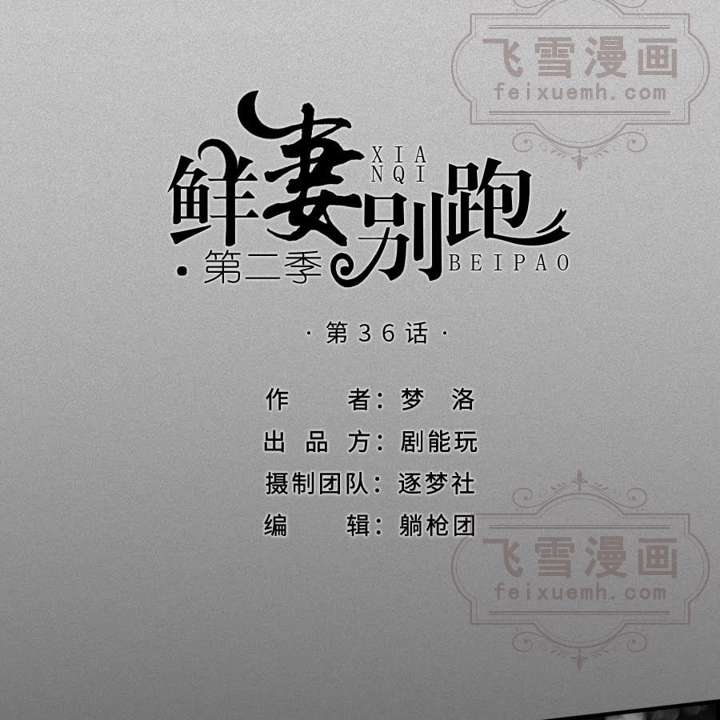 飞雪漫画
feixuemh.com
鲜妻别跑
XIA
NQI
BEIPAO
·第二季
·第36话·
作 者：梦 洛
出 品 方：剧能玩
摄制团队：逐梦社
编 辑：躺枪团
飞雪漫画
feixuemh.com